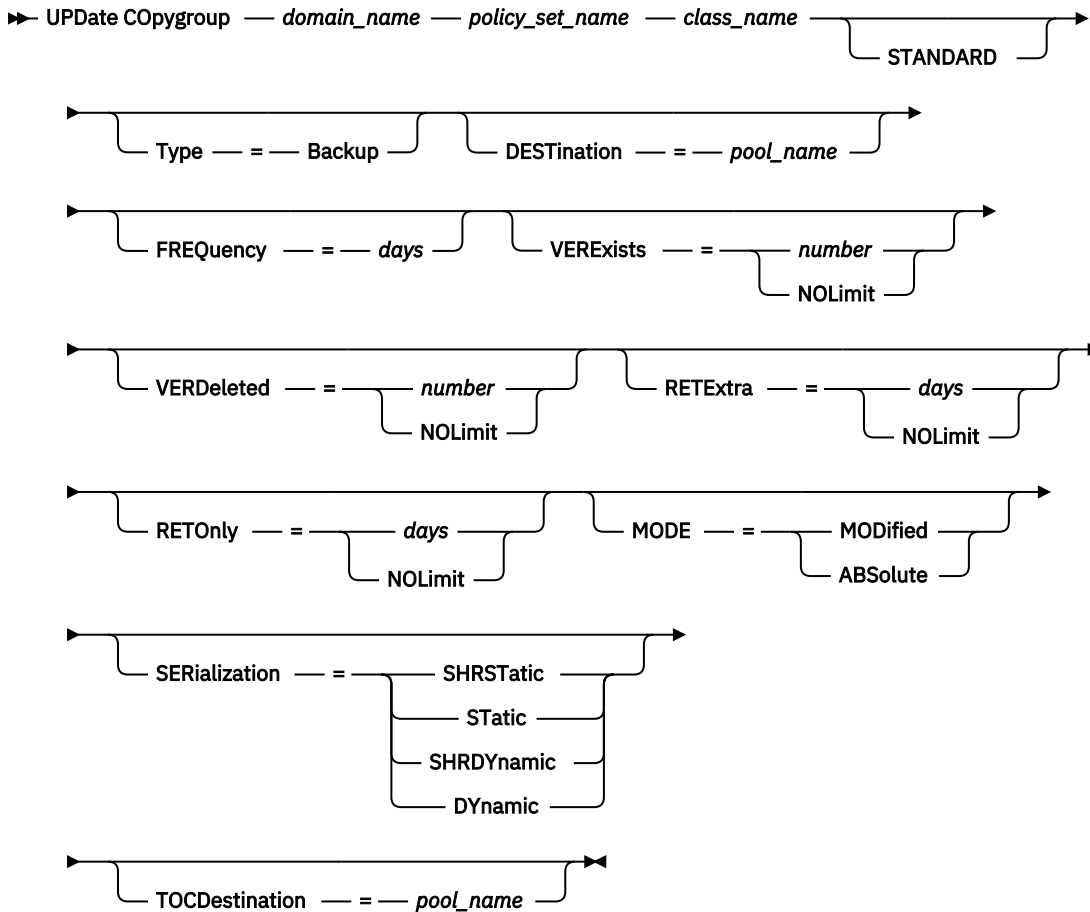 UPDate COpygroup domain_name policy_set_name class_name
STANDARD
Type = Backup DESTination = pool_name
FREQuency = days VERExists = number
NOLimit
VERDeleted = number RETExtra = days
NOLimit NOLimit
RETOnly = days MODE = MODified
NOLimit ABSolute
SERialization = SHRSTatic
STatic
SHRDYnamic
DYnamic
TOCDestination = pool_name